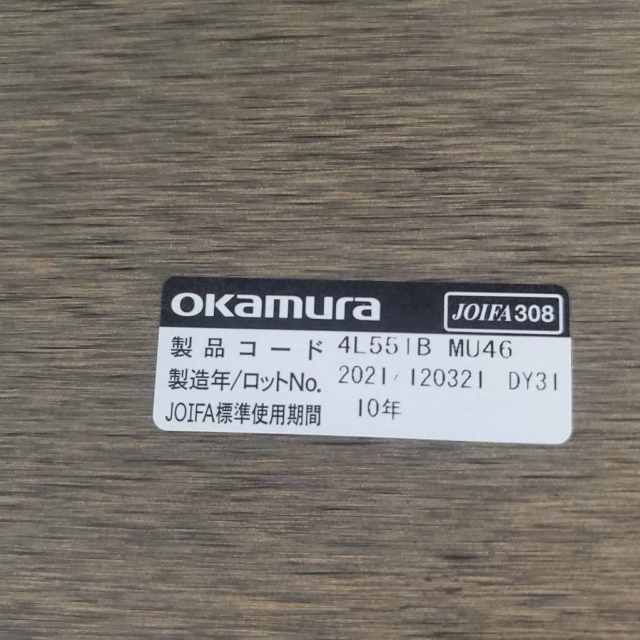 okamura JOIFA308
製品コード 4L551B MU46
製造年/ロットNo. 2021/120321 DY31
JOIFA標準使用期間 10年